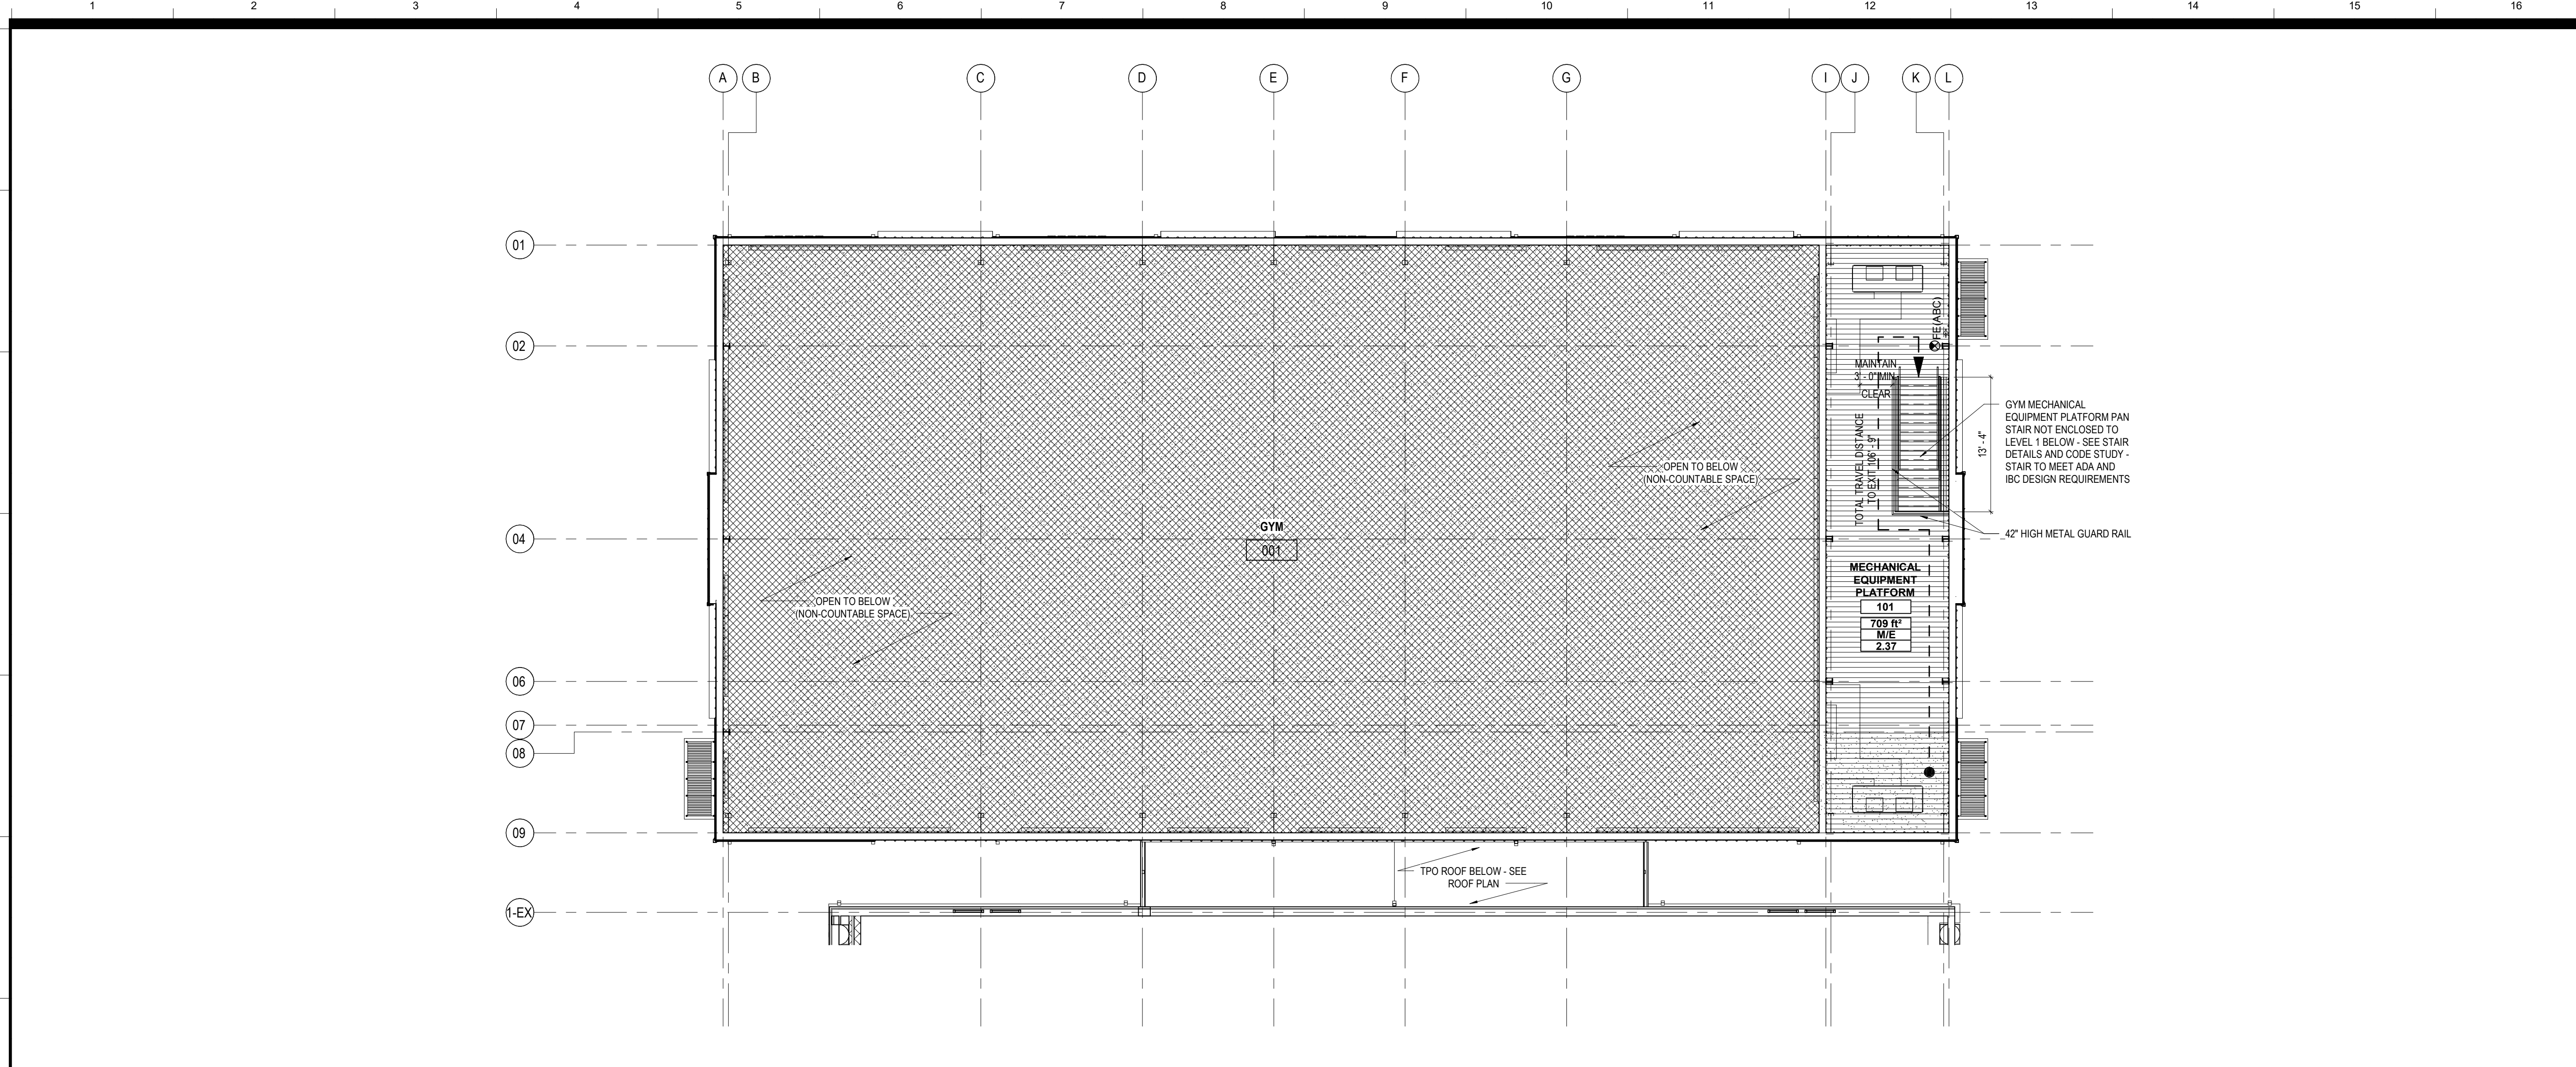 1 2 3 4 5 6 7 8 9 10 11 12 13 14 15 16
A B C D E F G I J K L
01
02
04
06
07
08
09
1-EX
FE(ABC)
MAINTAIN
3' - 0" MIN
CLEAR
TOTAL TRAVEL DISTANCE
TO EXIT 106' - 9"
13' - 4"
GYM MECHANICAL
EQUIPMENT PLATFORM PAN
STAIR NOT ENCLOSED TO
LEVEL 1 BELOW - SEE STAIR
DETAILS AND CODE STUDY -
STAIR TO MEET ADA AND
IBC DESIGN REQUIREMENTS
42" HIGH METAL GUARD RAIL
OPEN TO BELOW
(NON-COUNTABLE SPACE)
GYM
001
OPEN TO BELOW
(NON-COUNTABLE SPACE)
MECHANICAL
EQUIPMENT
PLATFORM
101
709 ft²
M/E
2.37
TPO ROOF BELOW - SEE
ROOF PLAN